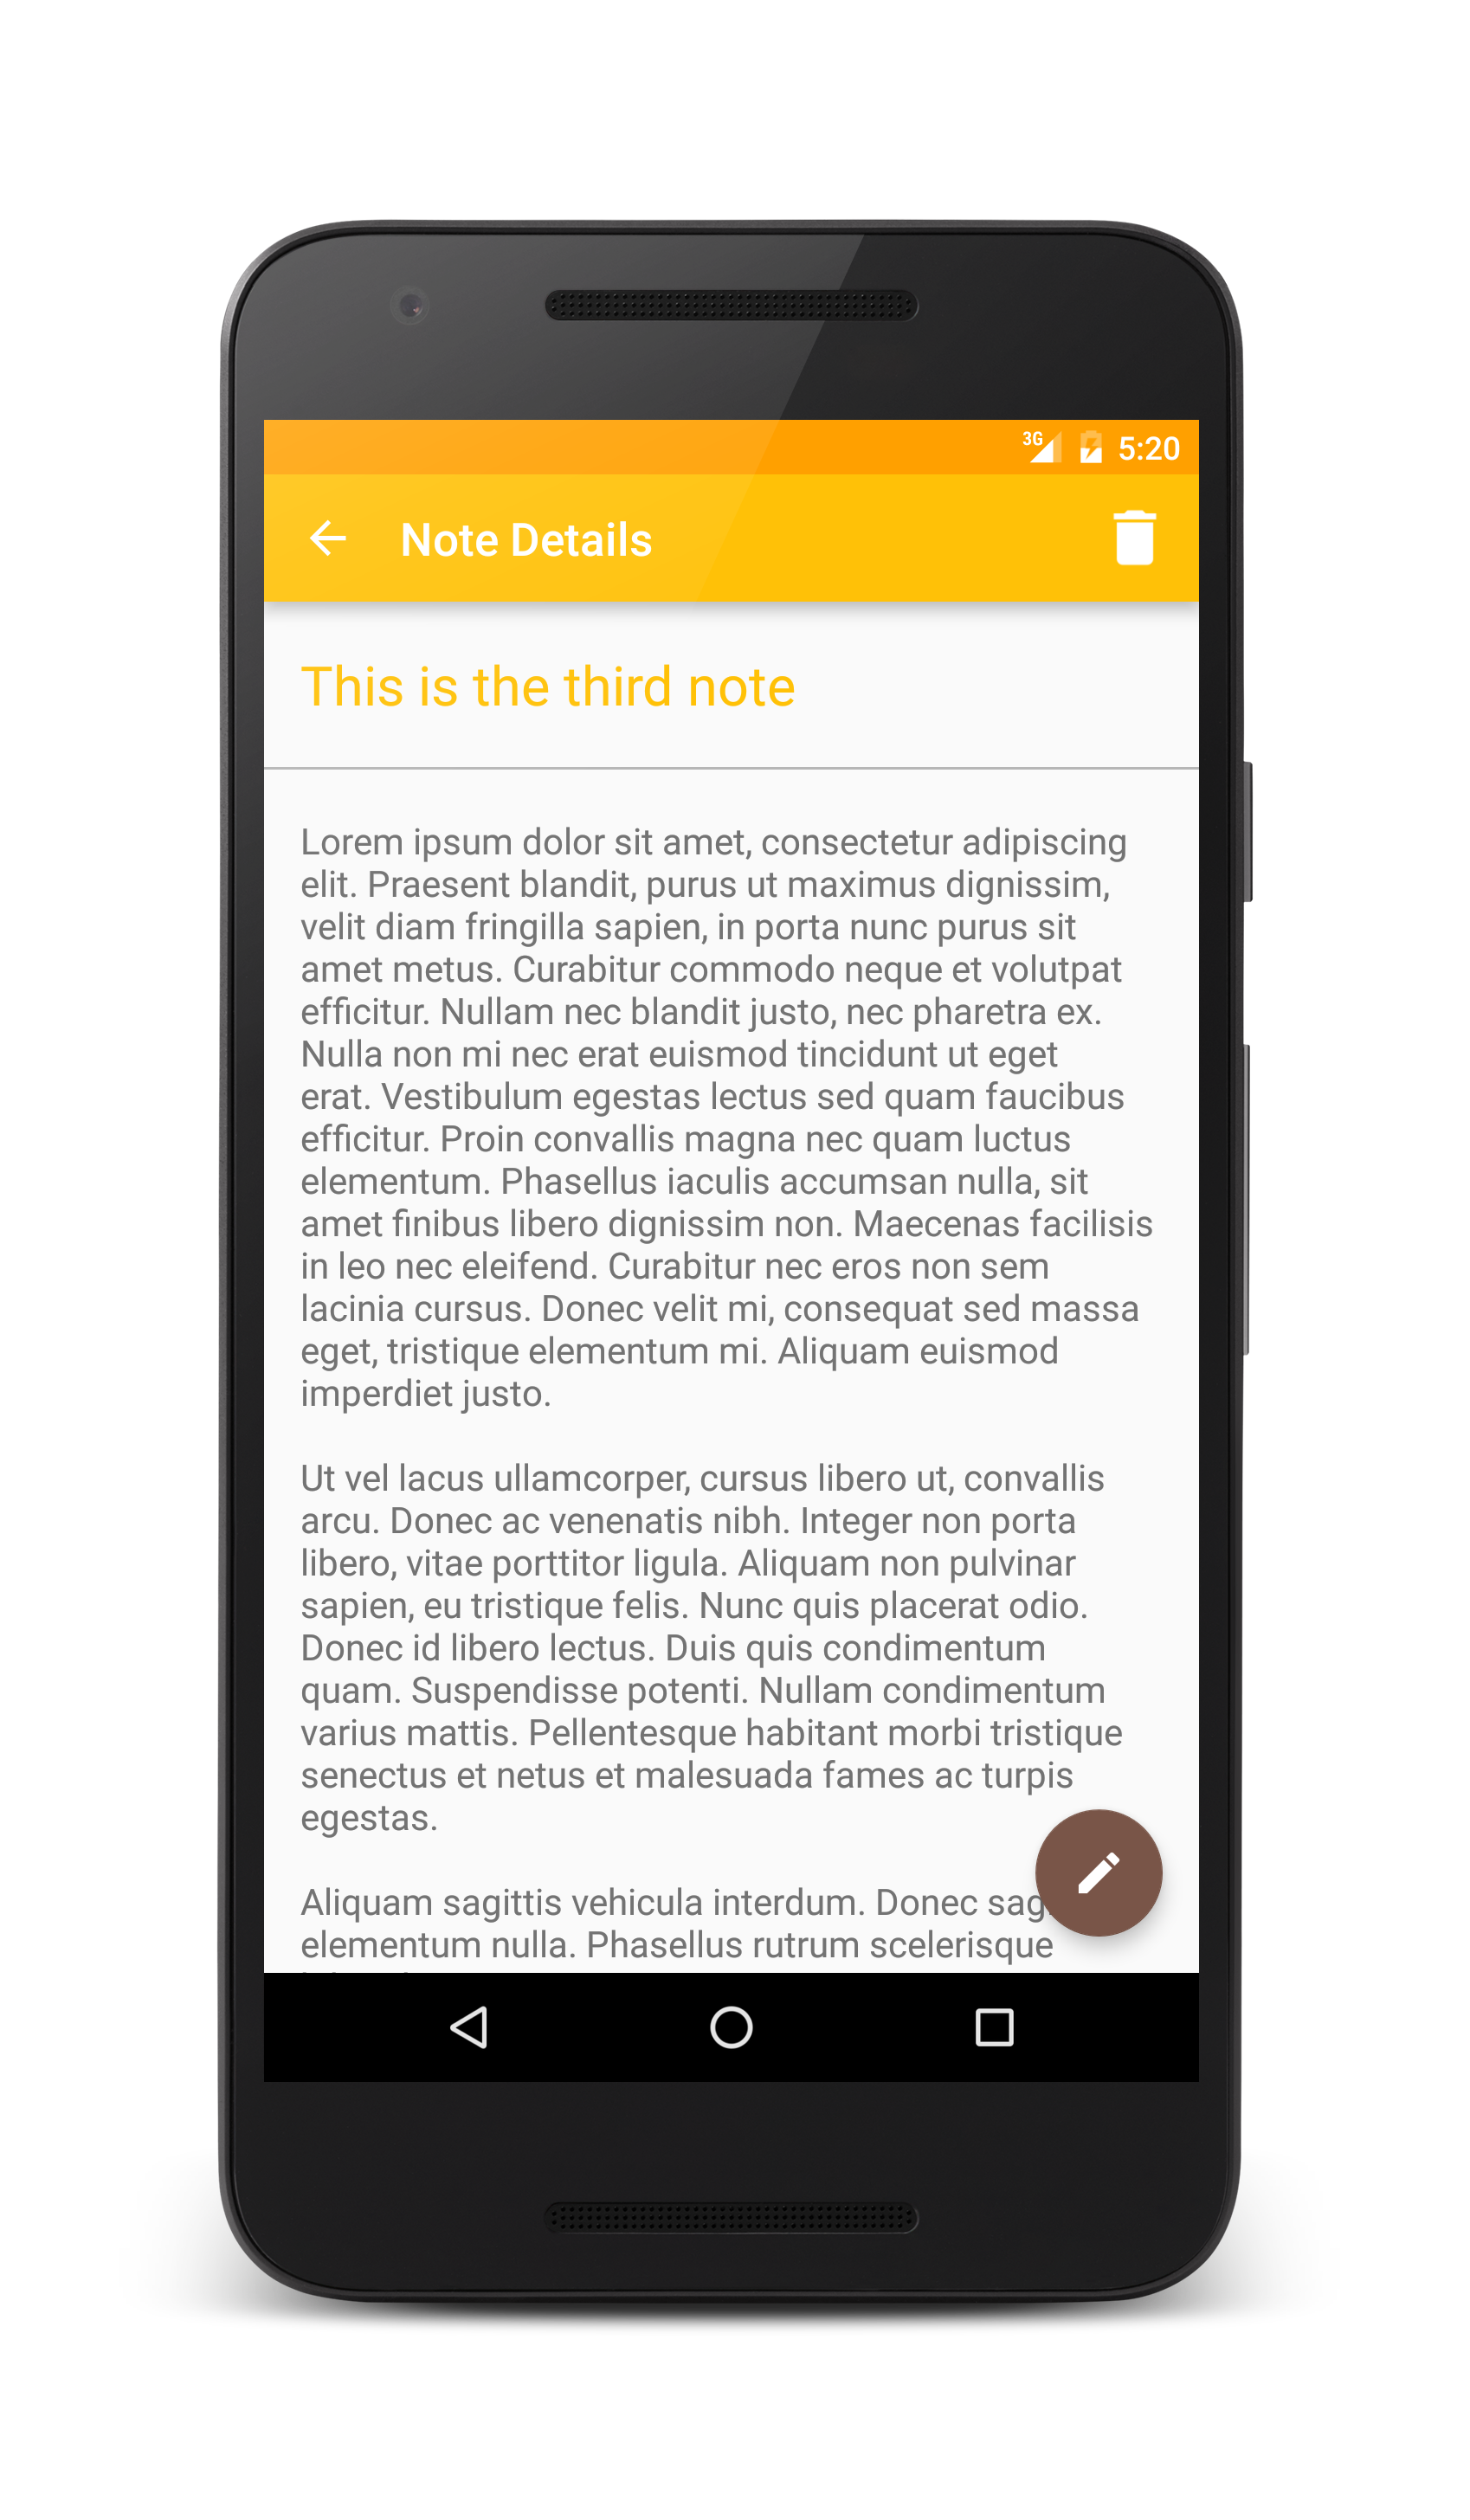 3G 5:20
Note Details
This is the third note
Lorem ipsum dolor sit amet, consectetur adipiscing
elit. Praesent blandit, purus ut maximus dignissim,
velit diam fringilla sapien, in porta nunc purus sit
amet metus. Curabitur commodo neque et volutpat
efficitur. Nullam nec blandit justo, nec pharetra ex.
Nulla non mi nec erat euismod tincidunt ut eget
erat. Vestibulum egestas lectus sed quam faucibus
efficitur. Proin convallis magna nec quam luctus
elementum. Phasellus iaculis accumsan nulla, sit
amet finibus libero dignissim non. Maecenas facilisis
in leo nec eleifend. Curabitur nec eros non sem
lacinia cursus. Donec velit mi, consequat sed massa
eget, tristique elementum mi. Aliquam euismod
imperdiet justo.
Ut vel lacus ullamcorper, cursus libero ut, convallis
arcu. Donec ac venenatis nibh. Integer non porta
libero, vitae porttitor ligula. Aliquam non pulvinar
sapien, eu tristique felis. Nunc quis placerat odio.
Donec id libero lectus. Duis quis condimentum
quam. Suspendisse potenti. Nullam condimentum
varius mattis. Pellentesque habitant morbi tristique
senectus et netus et malesuada fames ac turpis
egestas.
Aliquam sagittis vehicula interdum. Donec
elementum nulla. Phasellus rutrum scelerisque